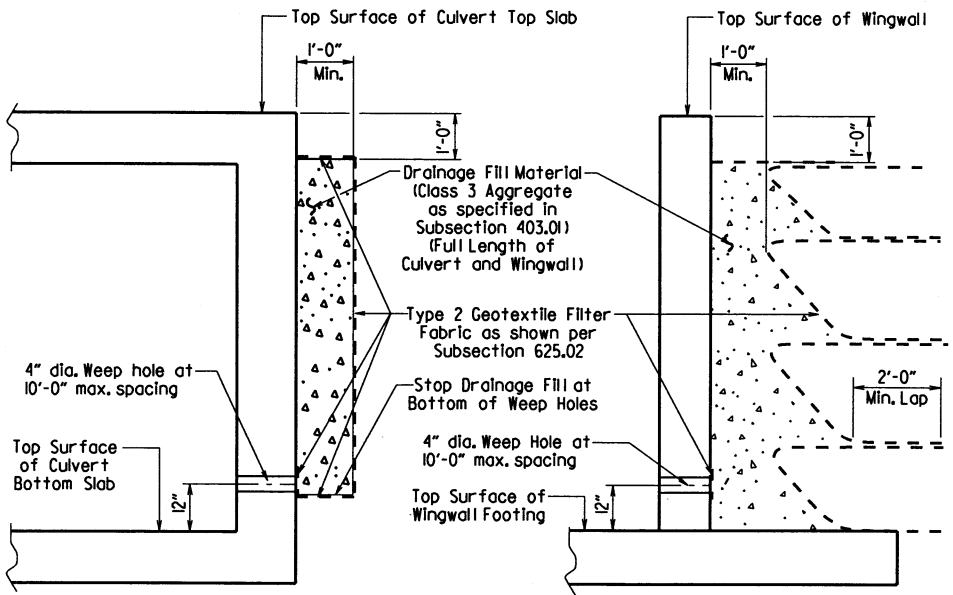 Top Surface of Culvert Top Slab
Top Surface of Wingwall
1'-0"
Min.
1'-0"
Min.
1'-0"
1'-0"
Drainage Fill Material
(Class 3 Aggregate
as specified in
Subsection 403.01)
(Full Length of
Culvert and Wingwall)
Type 2 Geotextile Filter
Fabric as shown per
Subsection 625.02
4" dia. Weep hole at
10'-0" max. spacing
Stop Drainage Fill at
Bottom of Weep Holes
2'-0"
Min. Lap
4" dia. Weep Hole at
10'-0" max. spacing
Top Surface
of Culvert
Bottom Slab
12"
Top Surface of
Wingwall Footing
12"